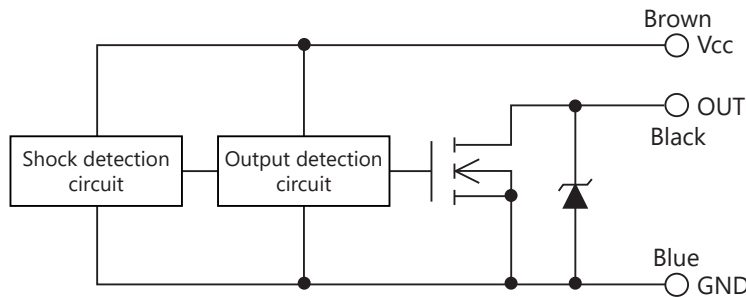 Brown
Vcc
OUT
Black
Shock detection
circuit
Output detection
circuit
Blue
GND